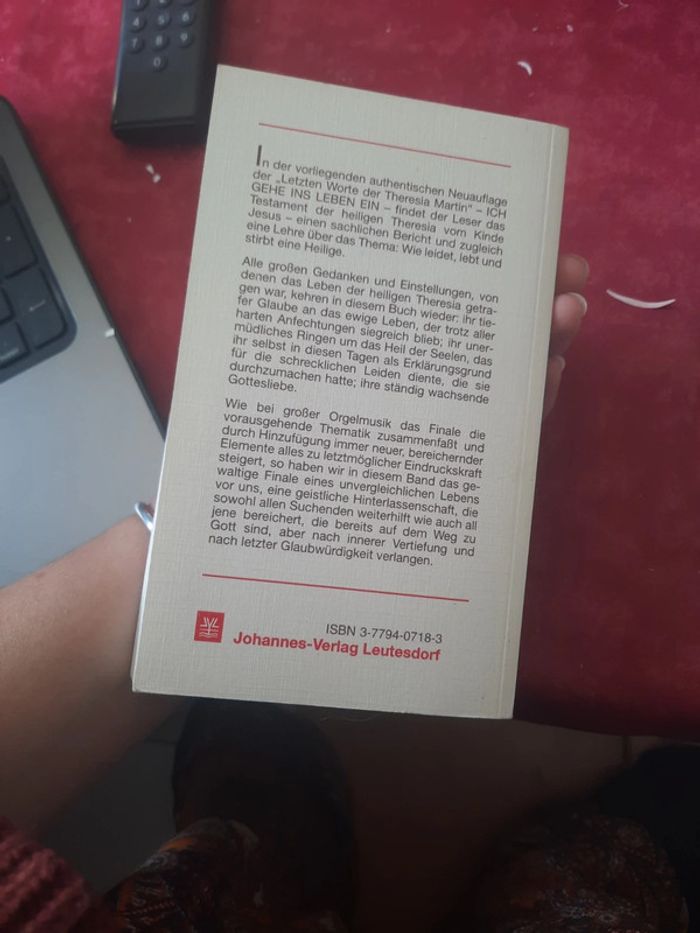 4 5 6
7 8 9
0
In der vorliegenden authentischen Neuauflage
der „Letzten Worte der Theresia Martin“ – ICH
GEHE INS LEBEN EIN – findet der Leser das
Testament der heiligen Theresia vom Kinde
Jesus – einen sachlichen Bericht und zugleich
eine Lehre über das Thema: Wie leidet, lebt und
stirbt eine Heilige.
Alle großen Gedanken und Einstellungen, von
denen das Leben der heiligen Theresia getra-
gen war, kehren in diesem Buch wieder: ihr tie-
fer Glaube an das ewige Leben, der trotz aller
harten Anfechtungen siegreich blieb; ihr uner-
müdliches Ringen um das Heil der Seelen, das
ihr selbst in diesen Tagen als Erklärungsgrund
für die schrecklichen Leiden diente, die sie
durchzumachen hatte; ihre ständig wachsende
Gottesliebe.
Wie bei großer Orgelmusik das Finale die
vorausgehende Thematik zusammenfaßt und
durch Hinzufügung immer neuer, bereichernder
Elemente alles zu letztmöglicher Eindruckskraft
steigert, so haben wir in diesem Band das ge-
waltige Finale eines unvergleichlichen Lebens
vor uns, eine geistliche Hinterlassenschaft, die
sowohl allen Suchenden weiterhilft wie auch all
jene bereichert, die bereits auf dem Weg zu
Gott sind, aber nach innerer Vertiefung und
nach letzter Glaubwürdigkeit verlangen.
ISBN 3-7794-0718-3
Johannes-Verlag Leutesdorf